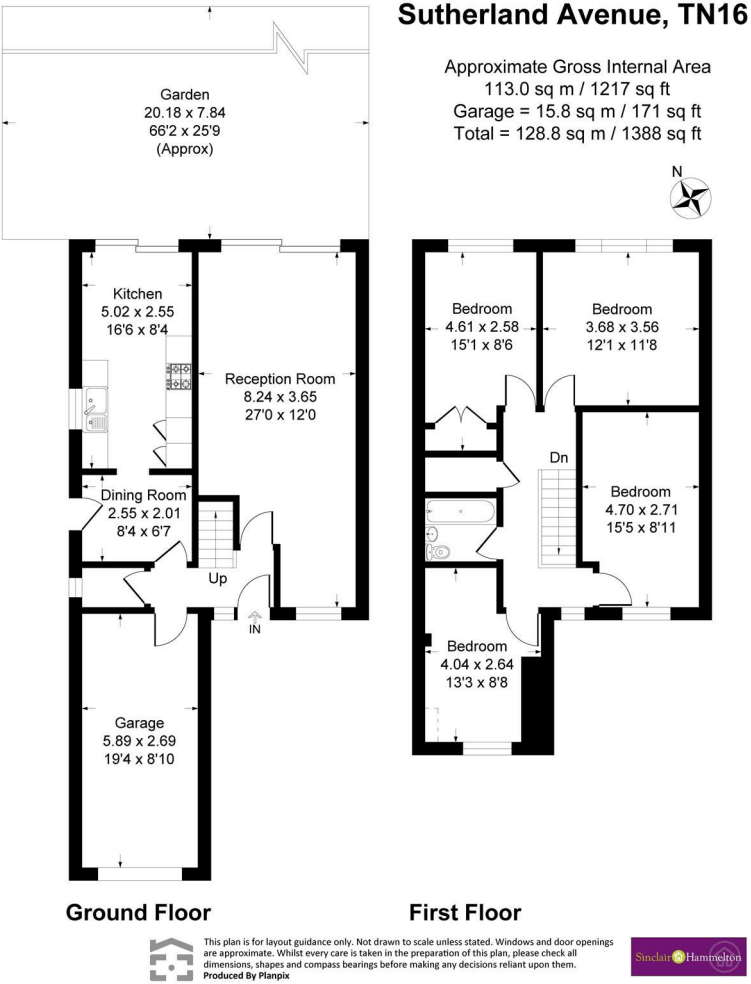 Sutherland Avenue, TN16
Approximate Gross Internal Area
113.0 sq m / 1217 sq ft
Garage = 15.8 sq m / 171 sq ft
Total = 128.8 sq m / 1388 sq ft
N
Garden
20.18 x 7.84
66'2 x 25'9
(Approx)
Kitchen
5.02 x 2.55
16'6 x 8'4
Reception Room
8.24 x 3.65
27'0 x 12'0
Dining Room
2.55 x 2.01
8'4 x 6'7
Up
IN
Garage
5.89 x 2.69
19'4 x 8'10
Ground Floor
Bedroom
4.61 x 2.58
15'1 x 8'6
Bedroom
3.68 x 3.56
12'1 x 11'8
Dn
Bedroom
4.70 x 2.71
15'5 x 8'11
Bedroom
4.04 x 2.64
13'3 x 8'8
First Floor
This plan is for layout guidance only. Not drawn to scale unless stated. Windows and door openings
are approximate. Whilst every care is taken in the preparation of this plan, please check all
dimensions, shapes and compass bearings before making any decisions reliant upon them.
Produced By Planpix
Sinclair Hammelton